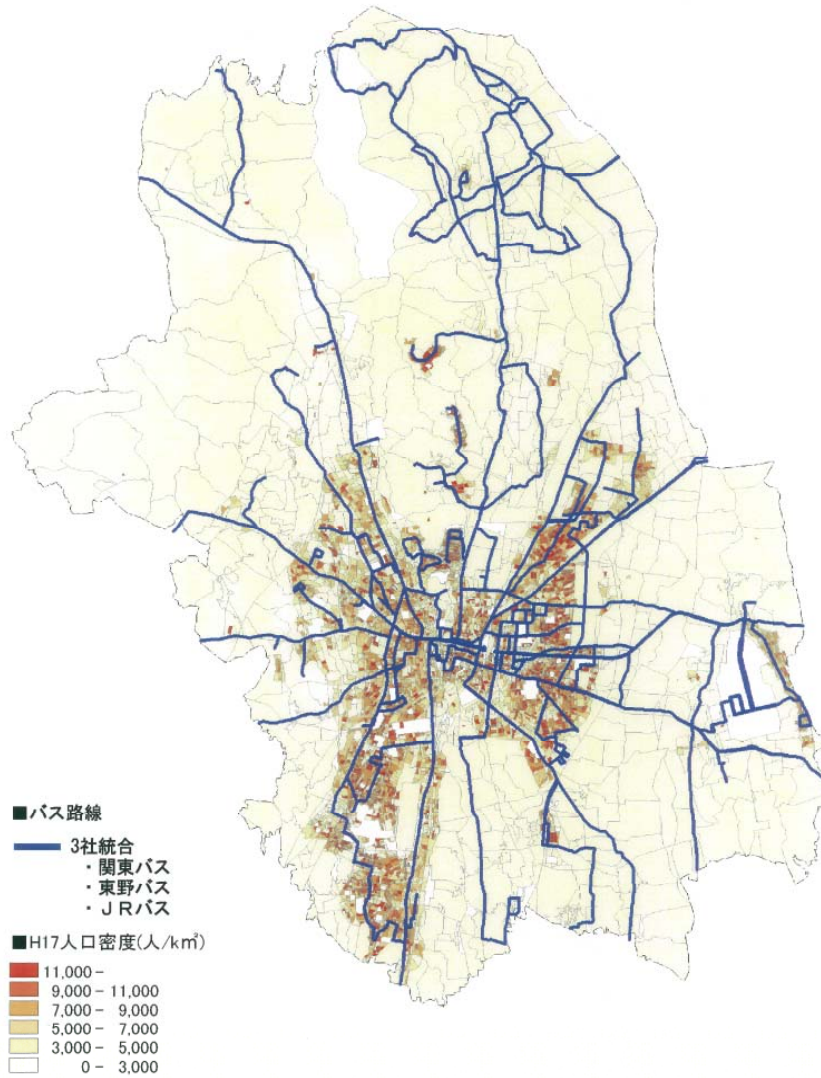 ■バス路線
3社統合
・関東バス
・東野バス
・ＪＲバス
■H17人口密度(人/k㎡)
11,000－
9,000－11,000
7,000－ 9,000
5,000－ 7,000
3,000－ 5,000
0－ 3,000